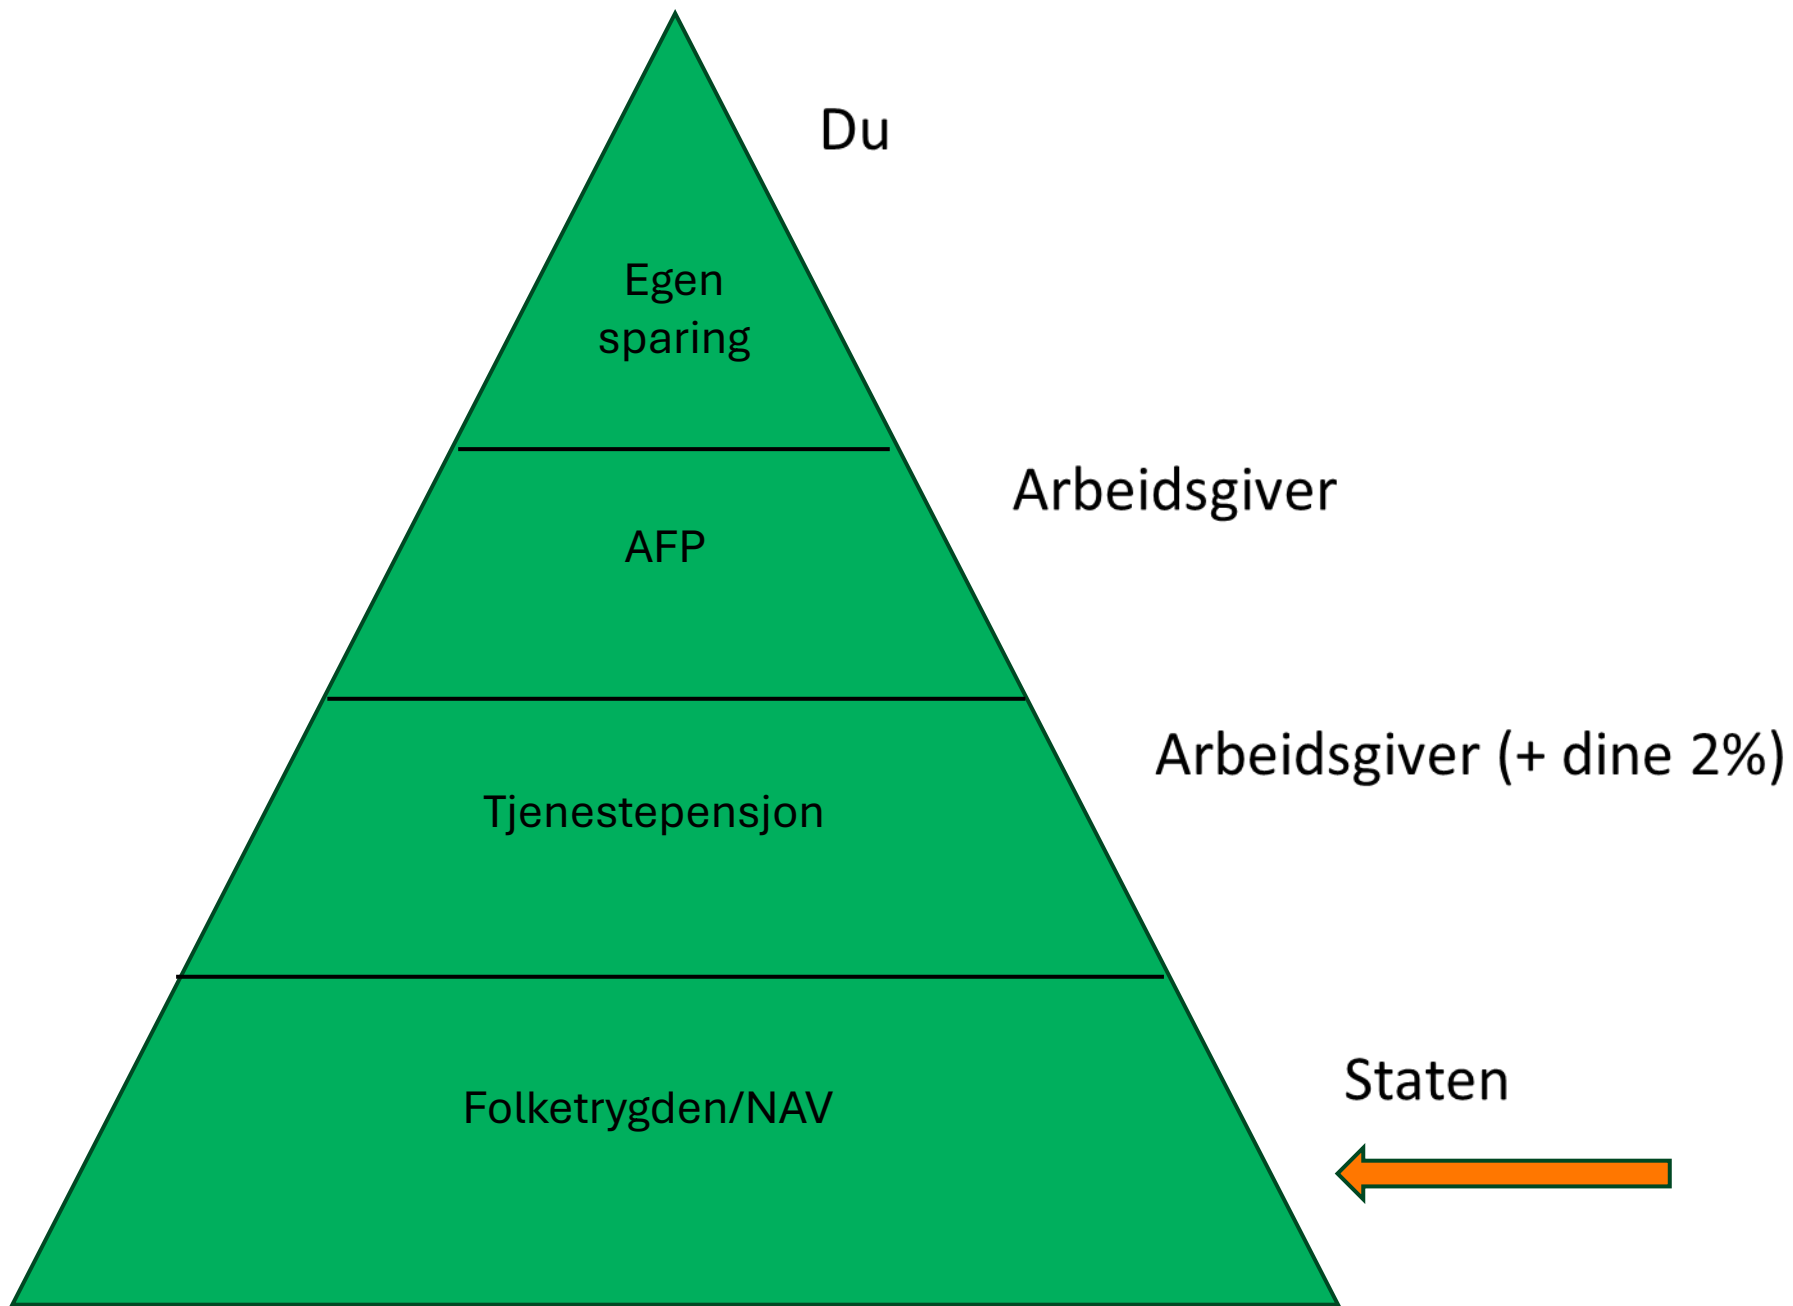 Du
Egen
sparing
Arbeidsgiver
AFP
Arbeidsgiver (+ dine 2%)
Tjenestepensjon
Staten
Folketrygden/NAV